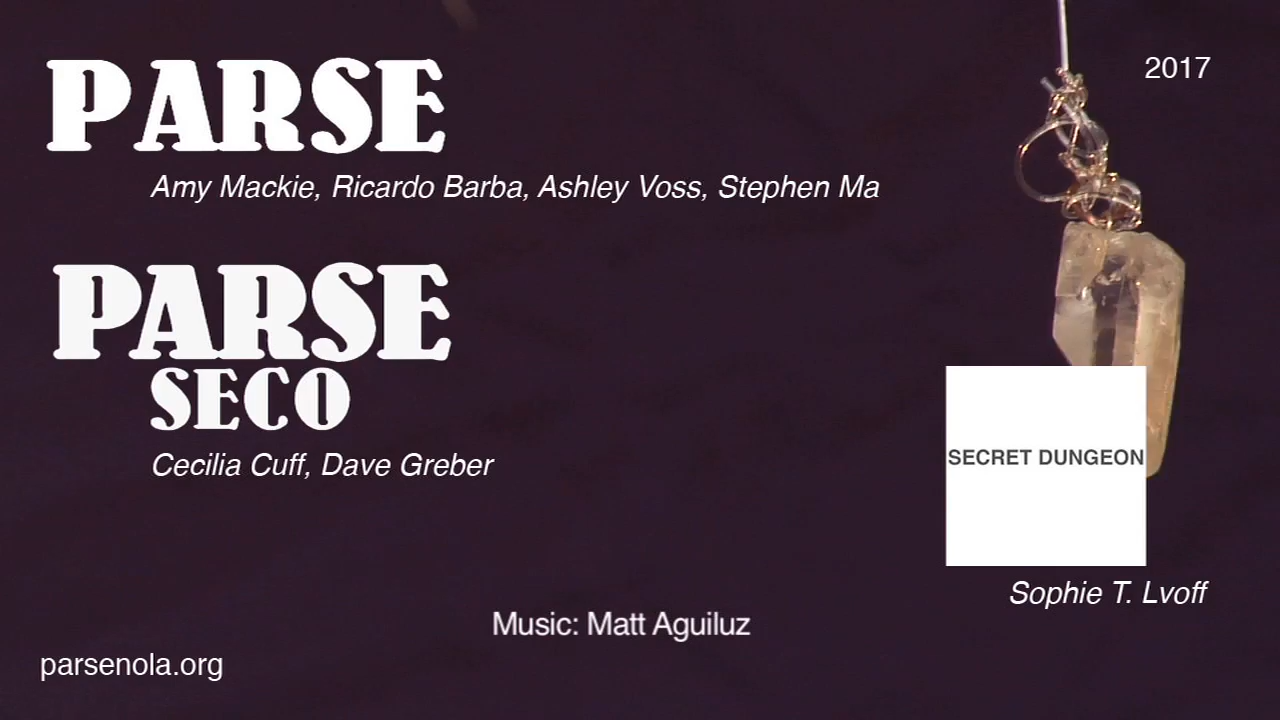 PARSE
2017
Amy Mackie, Ricardo Barba, Ashley Voss, Stephen Ma
PARSE
SECO
Cecilia Cuff, Dave Greber
SECRET DUNGEON
Sophie T. Lvoff
Music: Matt Aguiluz
parsenola.org